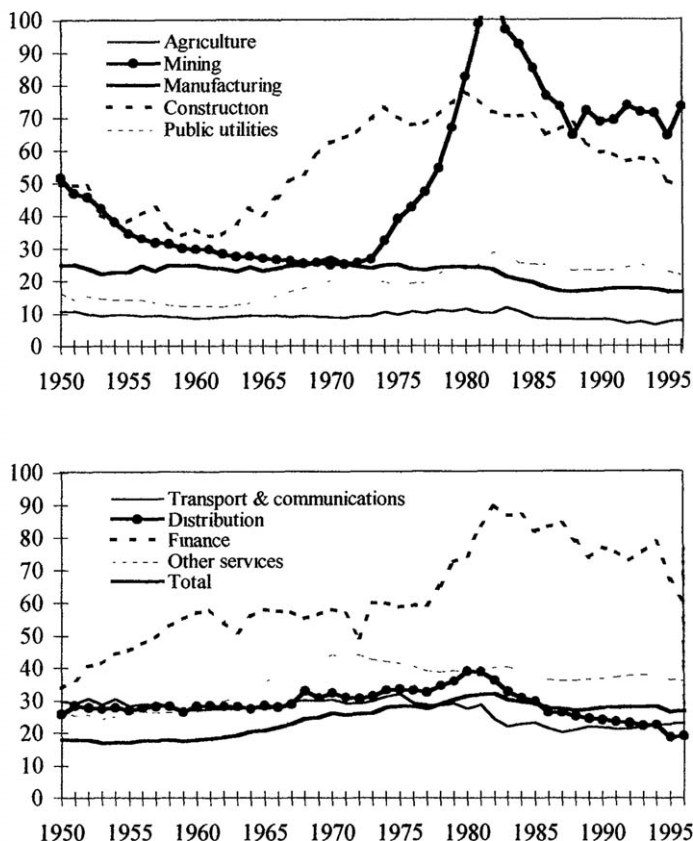 100
90
80
70
60
50
40
30
20
10
0
Agriculture
Mining
Manufacturing
Construction
Public utilities
1950 1955 1960 1965 1970 1975 1980 1985 1990 1995
100
90
80
70
60
50
40
30
20
10
0
Transport & communications
Distribution
Finance
Other services
Total
1950 1955 1960 1965 1970 1975 1980 1985 1990 1995